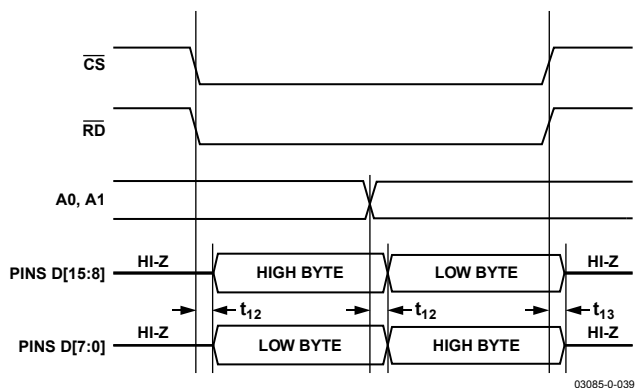 CS
RD
A0, A1
HI-Z HIGH BYTE LOW BYTE HI-Z
PINS D[15:8]
t12 t12 t13
HI-Z LOW BYTE HIGH BYTE HI-Z
PINS D[7:0]
03085-0-039